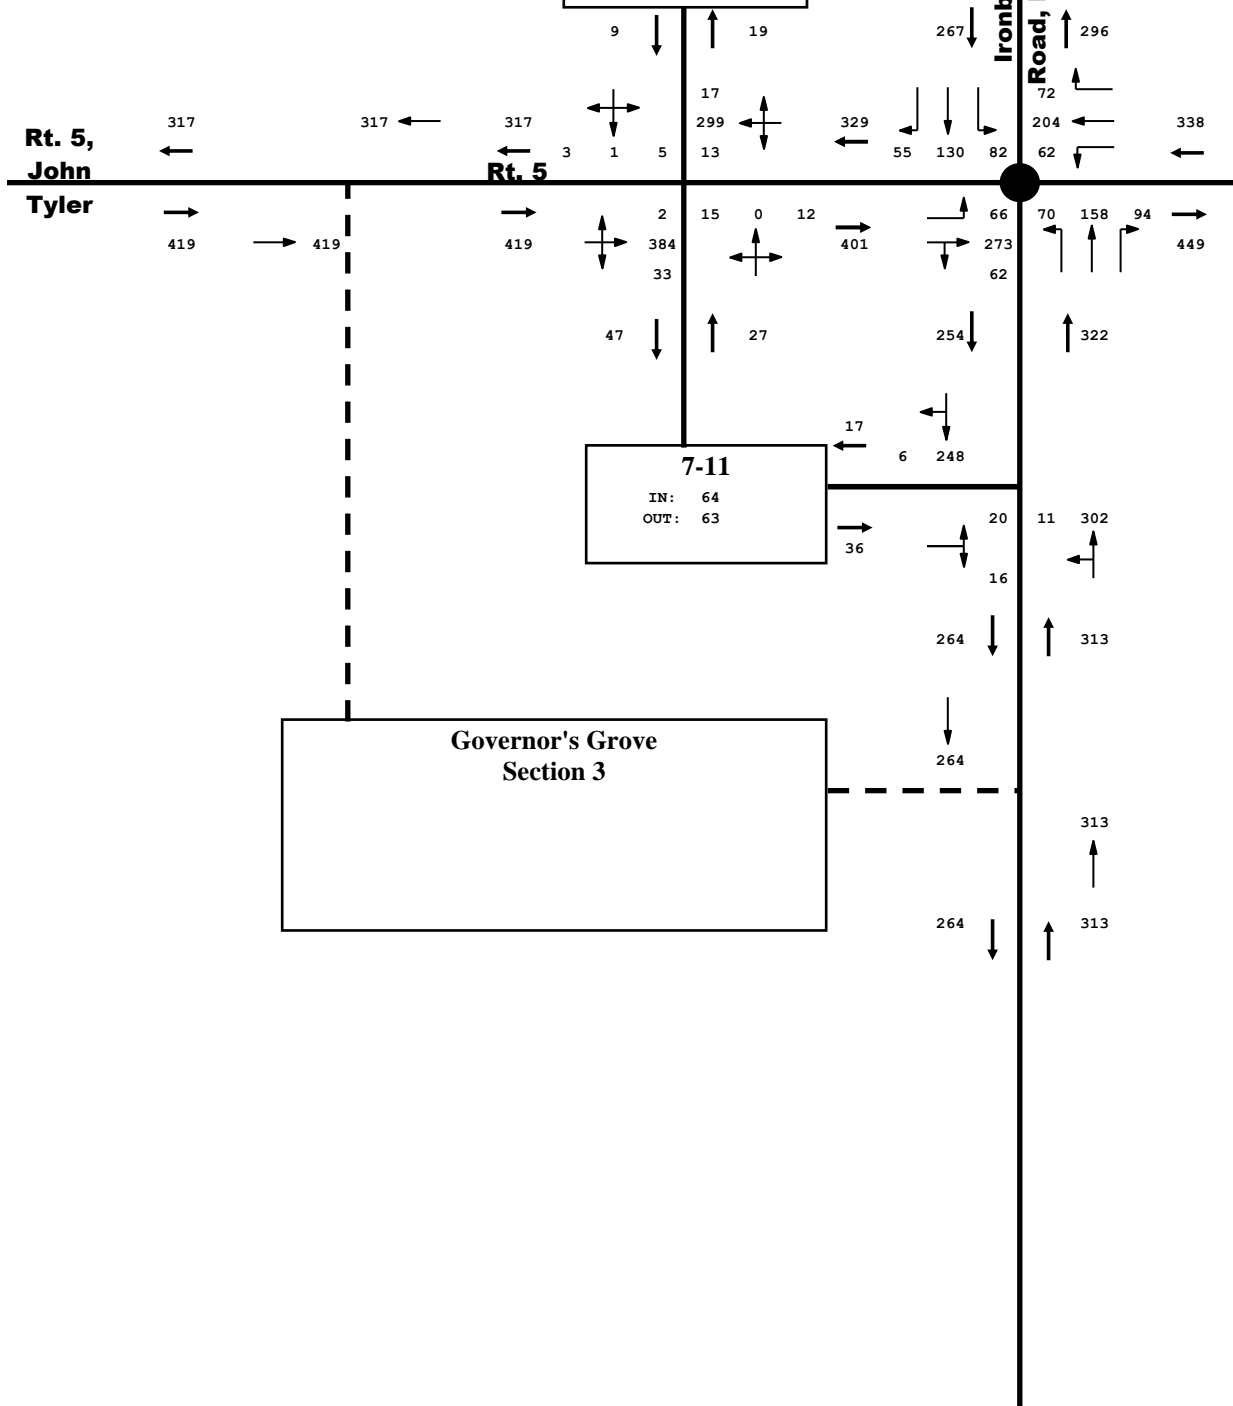 9 19 267 296
Ironb
Road,
17 72
317 317 317 299 329 204 338
Rt. 5,
John
Tyler
3 1 5 13 55 130 82 62
Rt. 5
2 15 0 12 66 70 158 94
419 419 419 384 401 273 449
33 62
47 27 254 322
17
6 248
7-11
IN: 64
OUT: 63
20 11 302
36
16
264 313
Governor's Grove
Section 3
264
313
264 313